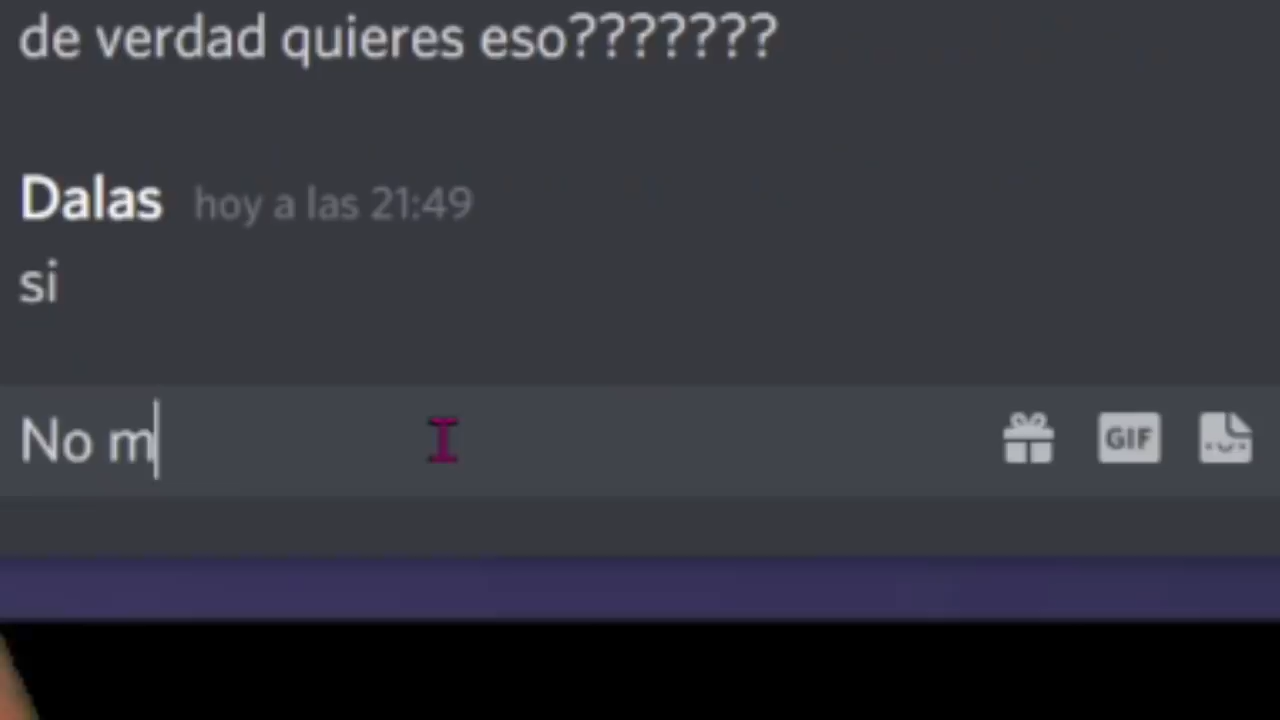 de verdad quieres eso???????
Dalas hoy a las 21:49
si
No m
GIF